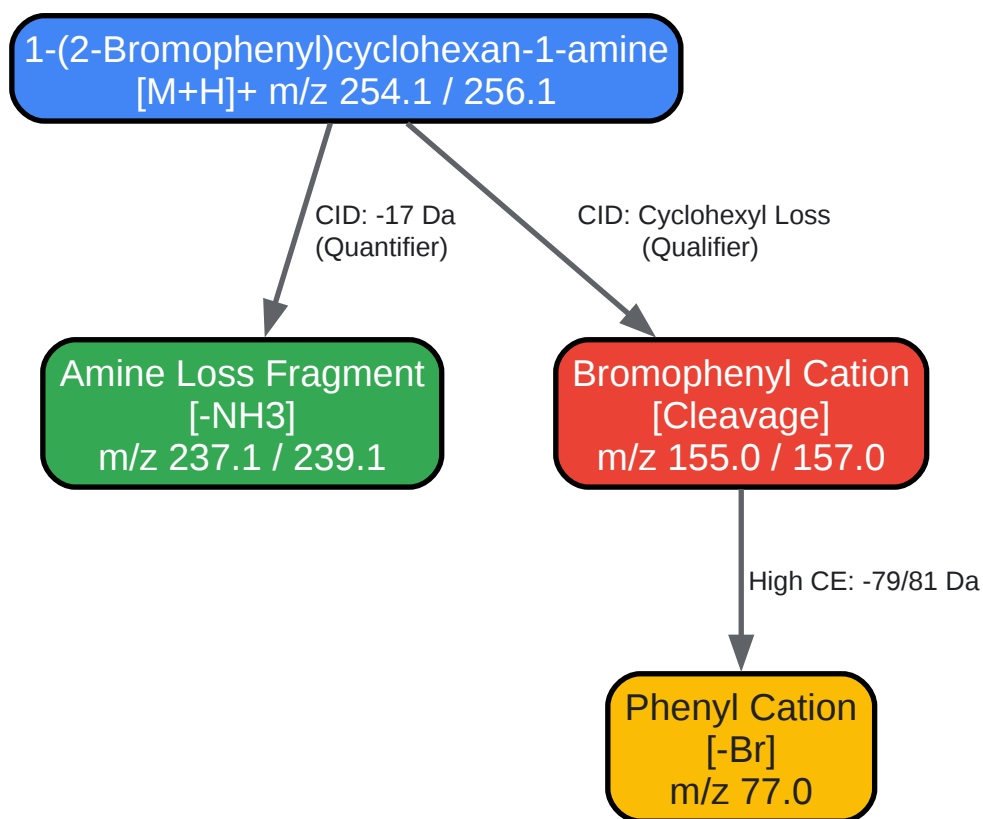 1-(2-Bromophenyl)cyclohexan-1-amine
[M+H]+ m/z 254.1 / 256.1
CID: -17 Da
(Quantifier)
CID: Cyclohexyl Loss
(Qualifier)
Amine Loss Fragment
[-NH3]
m/z 237.1 / 239.1
Bromophenyl Cation
[Cleavage]
m/z 155.0 / 157.0
High CE: -79/81 Da
Phenyl Cation
[-Br]
m/z 77.0